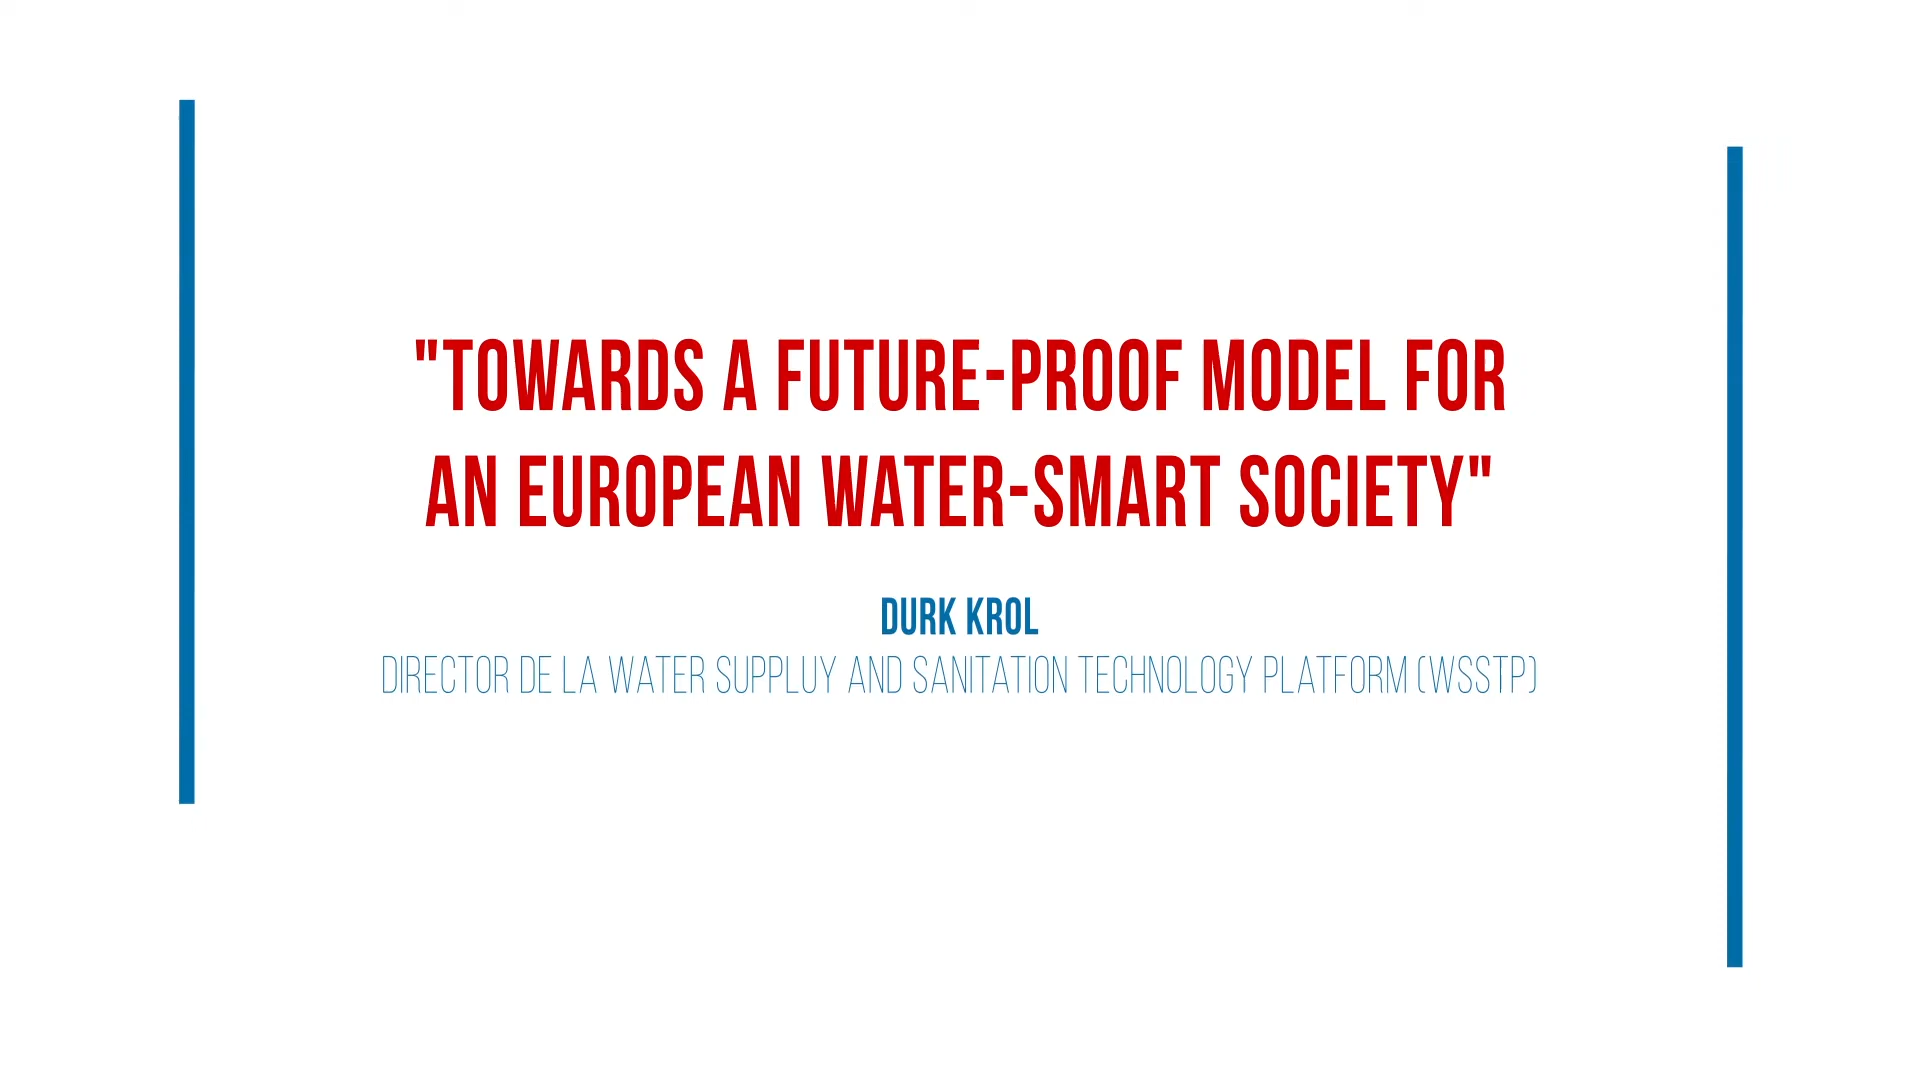 "TOWARDS A FUTURE-PROOF MODEL FOR
AN EUROPEAN WATER-SMART SOCIETY"
DURK KROL
DIRECTOR DE LA WATER SUPPLUY AND SANITATION TECHNOLOGY PLATFORM (WSSTP)